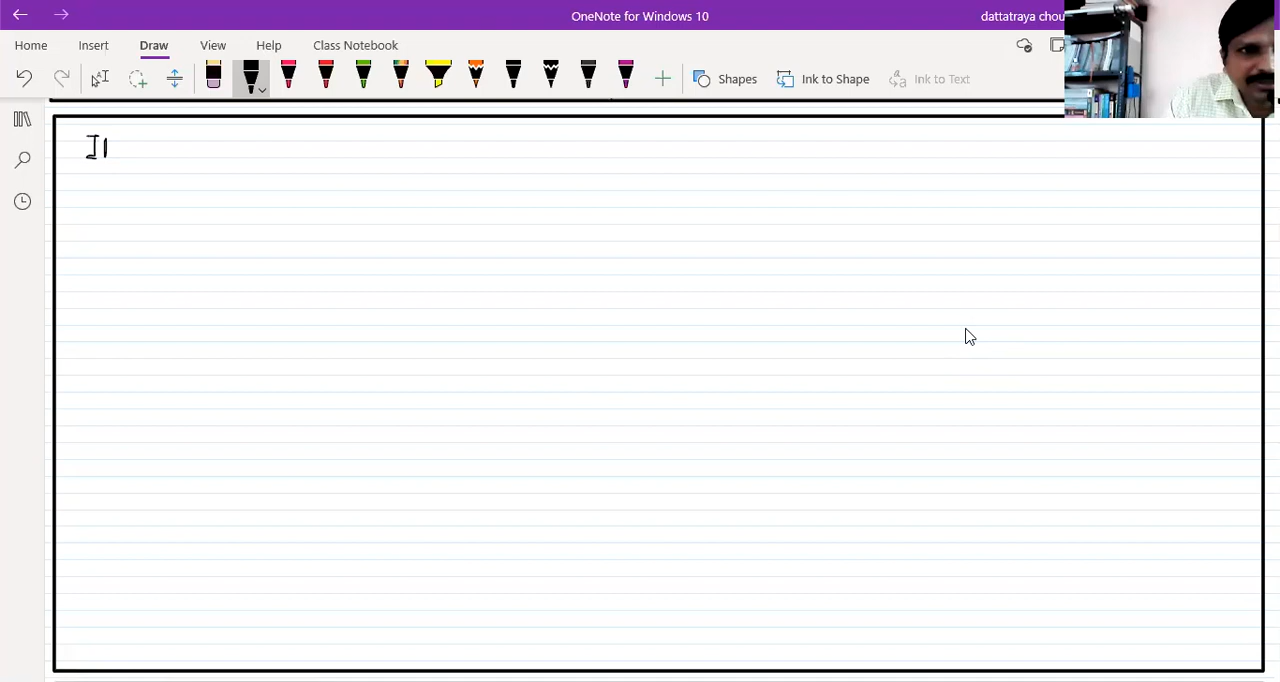 OneNote for Windows 10
dattatraya chou
Home Insert Draw View Help Class Notebook
Shapes Ink to Shape Ink to Text